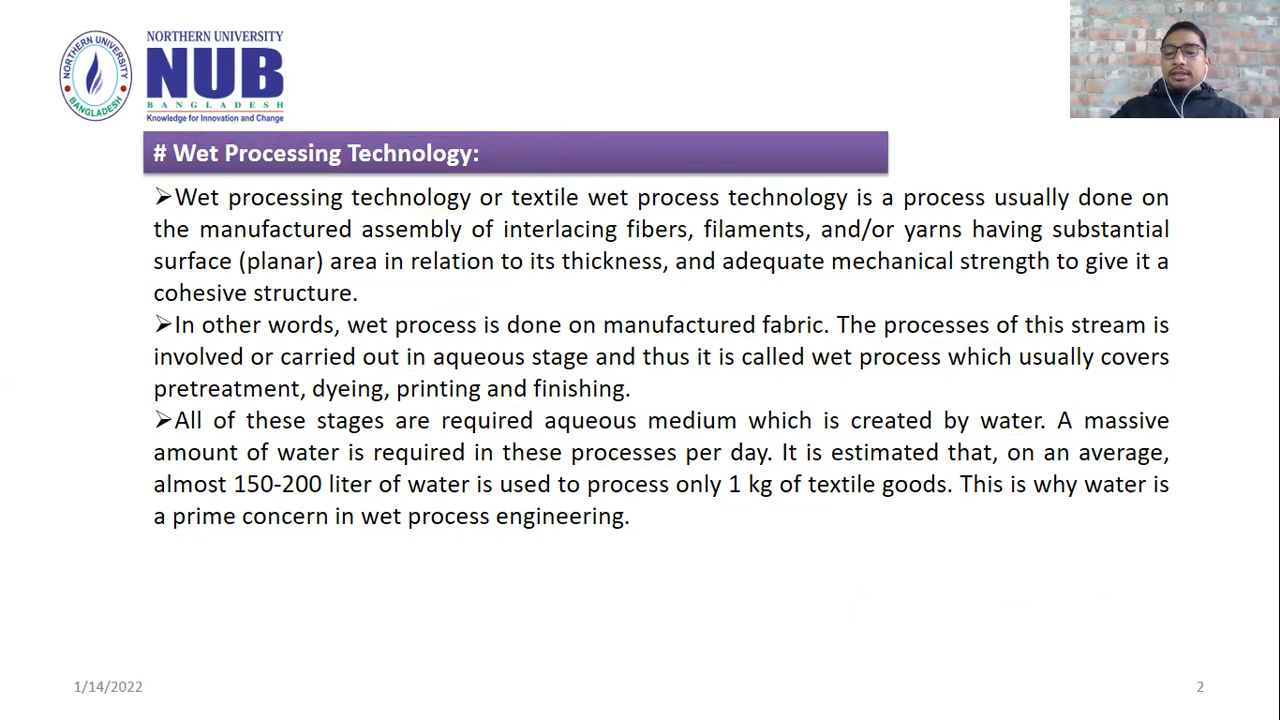 NORTHERN UNIVERSITY
BANGLADESH
NORTHERN UNIVERSITY
NUB
BANGLADESH
Knowledge for Innovation and Change
# Wet Processing Technology:
➢Wet processing technology or textile wet process technology is a process usually done on
the manufactured assembly of interlacing fibers, filaments, and/or yarns having substantial
surface (planar) area in relation to its thickness, and adequate mechanical strength to give it a
cohesive structure.
➢In other words, wet process is done on manufactured fabric. The processes of this stream is
involved or carried out in aqueous stage and thus it is called wet process which usually covers
pretreatment, dyeing, printing and finishing.
➢All of these stages are required aqueous medium which is created by water. A massive
amount of water is required in these processes per day. It is estimated that, on an average,
almost 150-200 liter of water is used to process only 1 kg of textile goods. This is why water is
a prime concern in wet process engineering.
1/14/2022
2